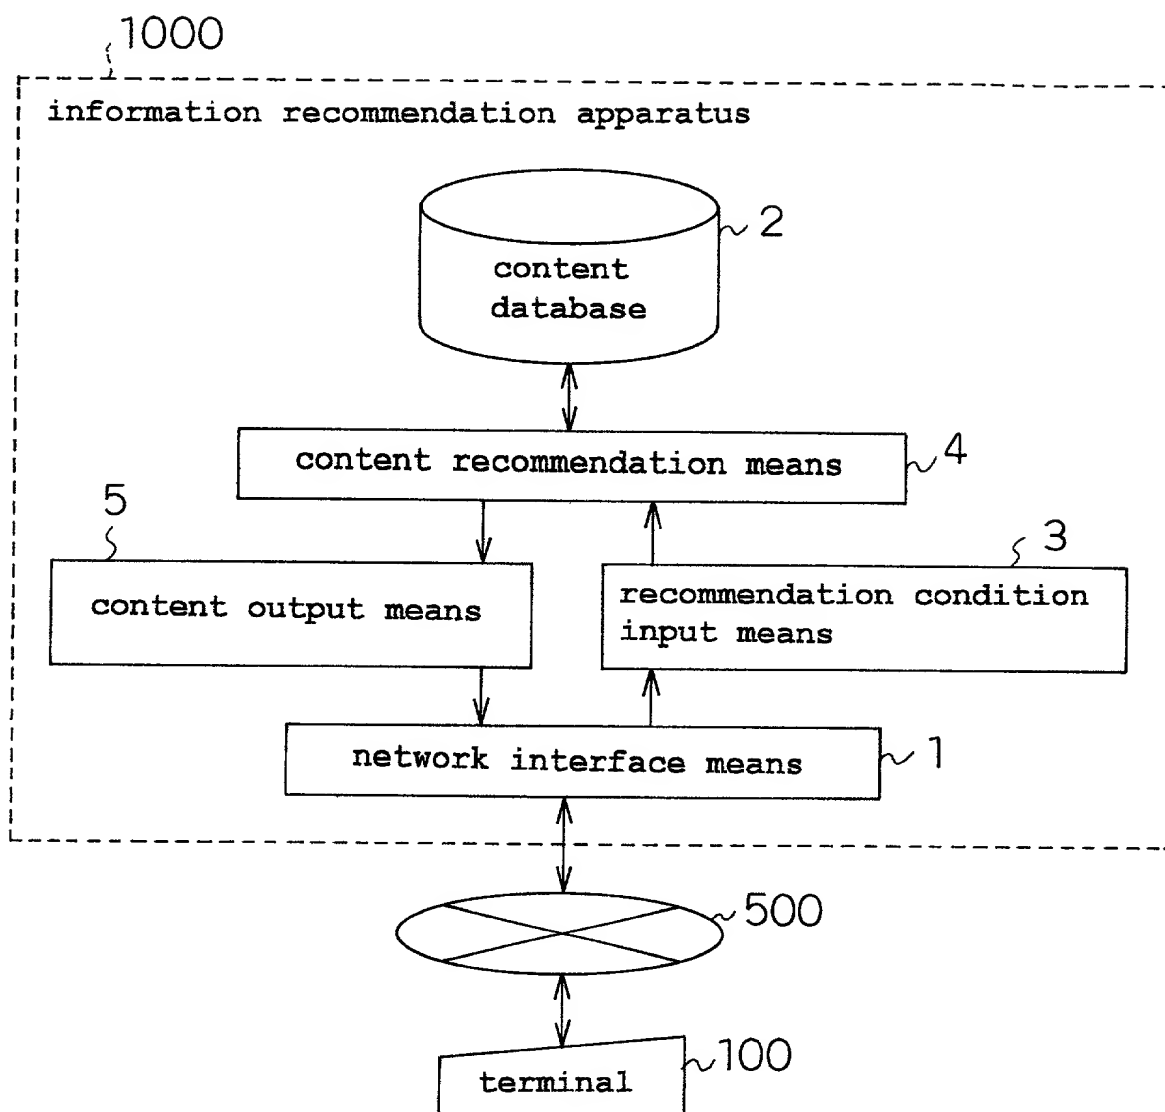 1000
information recommendation apparatus
2
content
database
content recommendation means
4
5
3
content output means
recommendation condition
input means
network interface means
1
500
100
terminal